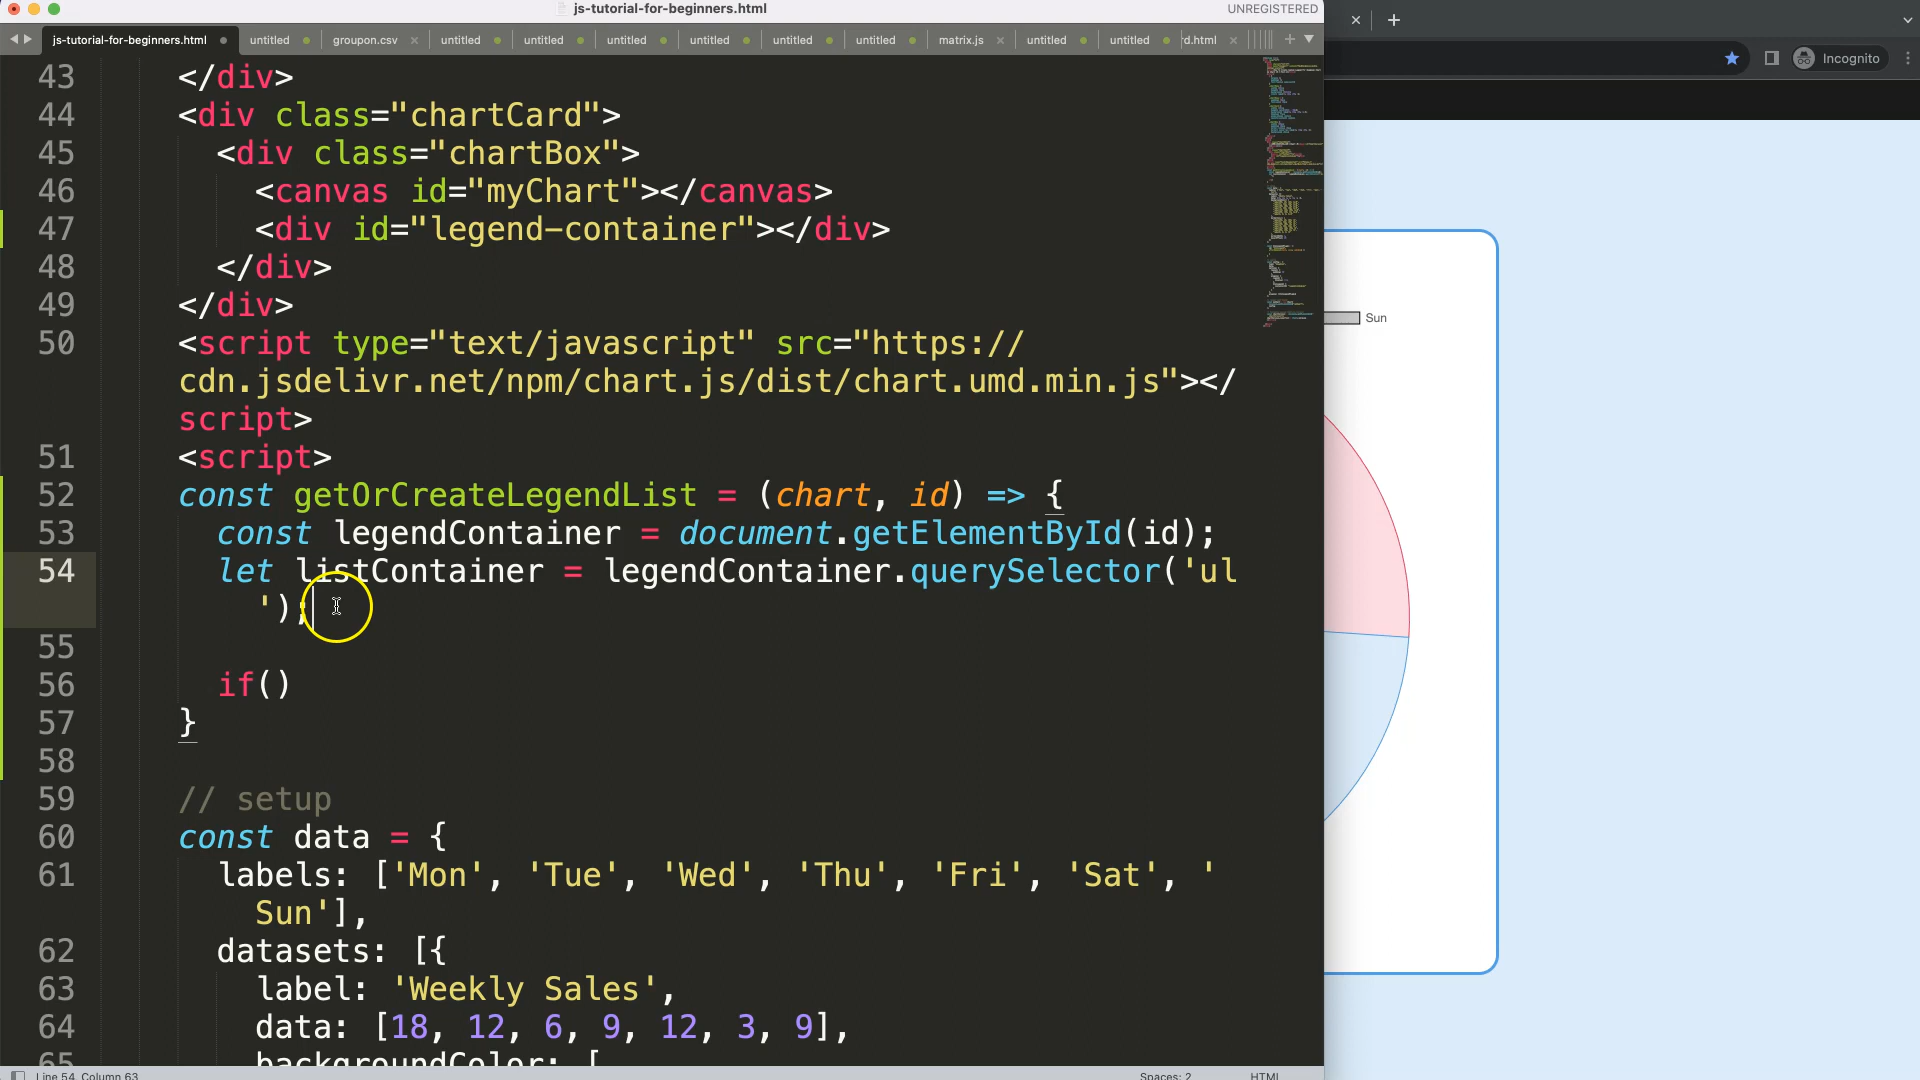 js-tutorial-for-beginners.html
UNREGISTERED
js-tutorial-for-beginners.html untitled groupon.csv untitled untitled untitled untitled untitled untitled matrix.js untitled untitled rd.html
Incognito
43 </div>
44 <div class="chartCard">
45 <div class="chartBox">
46 <canvas id="myChart"></canvas>
47 <div id="legend-container"></div>
48 </div>
49 </div>
50 <script type="text/javascript" src="https://
cdn.jsdelivr.net/npm/chart.js/dist/chart.umd.min.js"></
script>
51 <script>
52 const getOrCreateLegendList = (chart, id) => {
53 const legendContainer = document.getElementById(id);
54 let listContainer = legendContainer.querySelector('ul
');
55
56 if()
57 }
58
59 // setup
60 const data = {
61 labels: ['Mon', 'Tue', 'Wed', 'Thu', 'Fri', 'Sat', '
Sun'],
62 datasets: [{
63 label: 'Weekly Sales',
64 data: [18, 12, 6, 9, 12, 3, 9],
65 backgroundColor: [
Line 54, Column 63
Spaces: 2
HTML
Sun